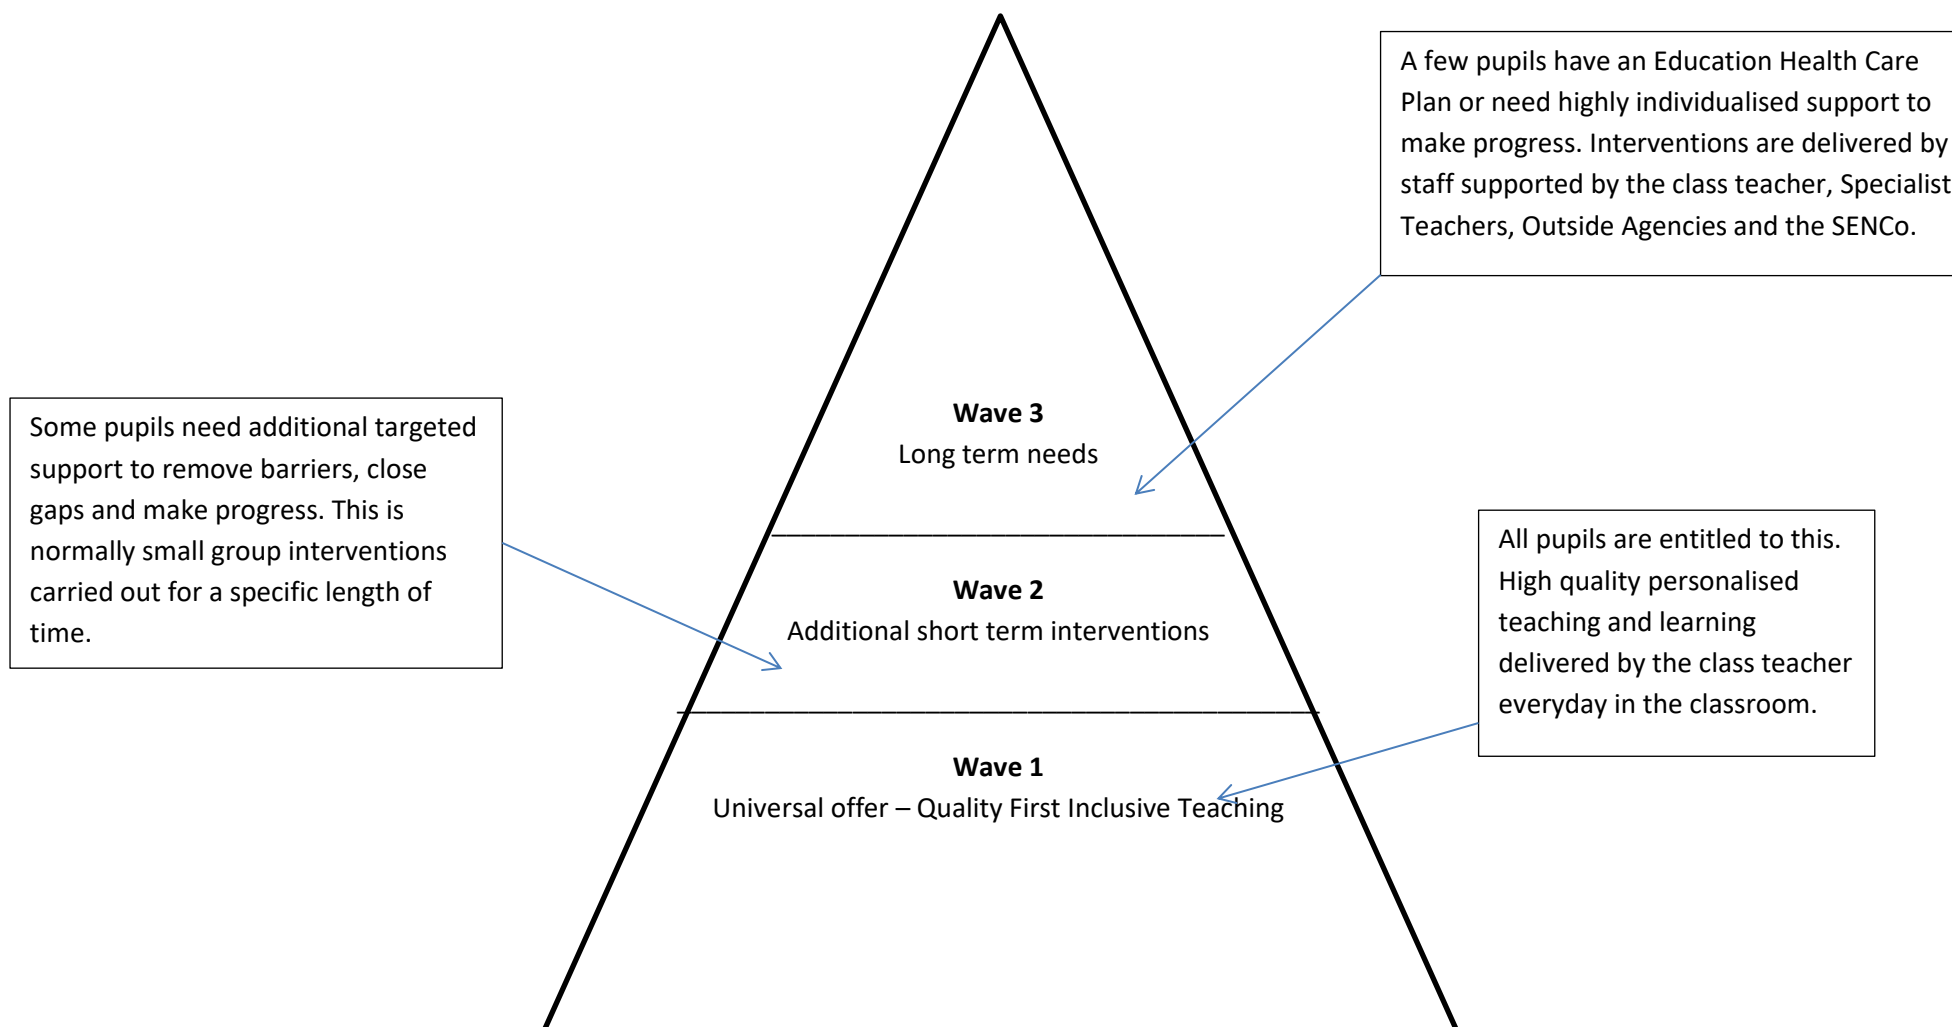 A few pupils have an Education Health Care
Plan or need highly individualised support to
make progress. Interventions are delivered by
staff supported by the class teacher, Specialist
Teachers, Outside Agencies and the SENCo.
Wave 3
Long term needs
Some pupils need additional targeted
support to remove barriers, close
gaps and make progress. This is
normally small group interventions
carried out for a specific length of
time.
Wave 2
Additional short term interventions
All pupils are entitled to this.
High quality personalised
teaching and learning
delivered by the class teacher
everyday in the classroom.
Wave 1
Universal offer – Quality First Inclusive Teaching